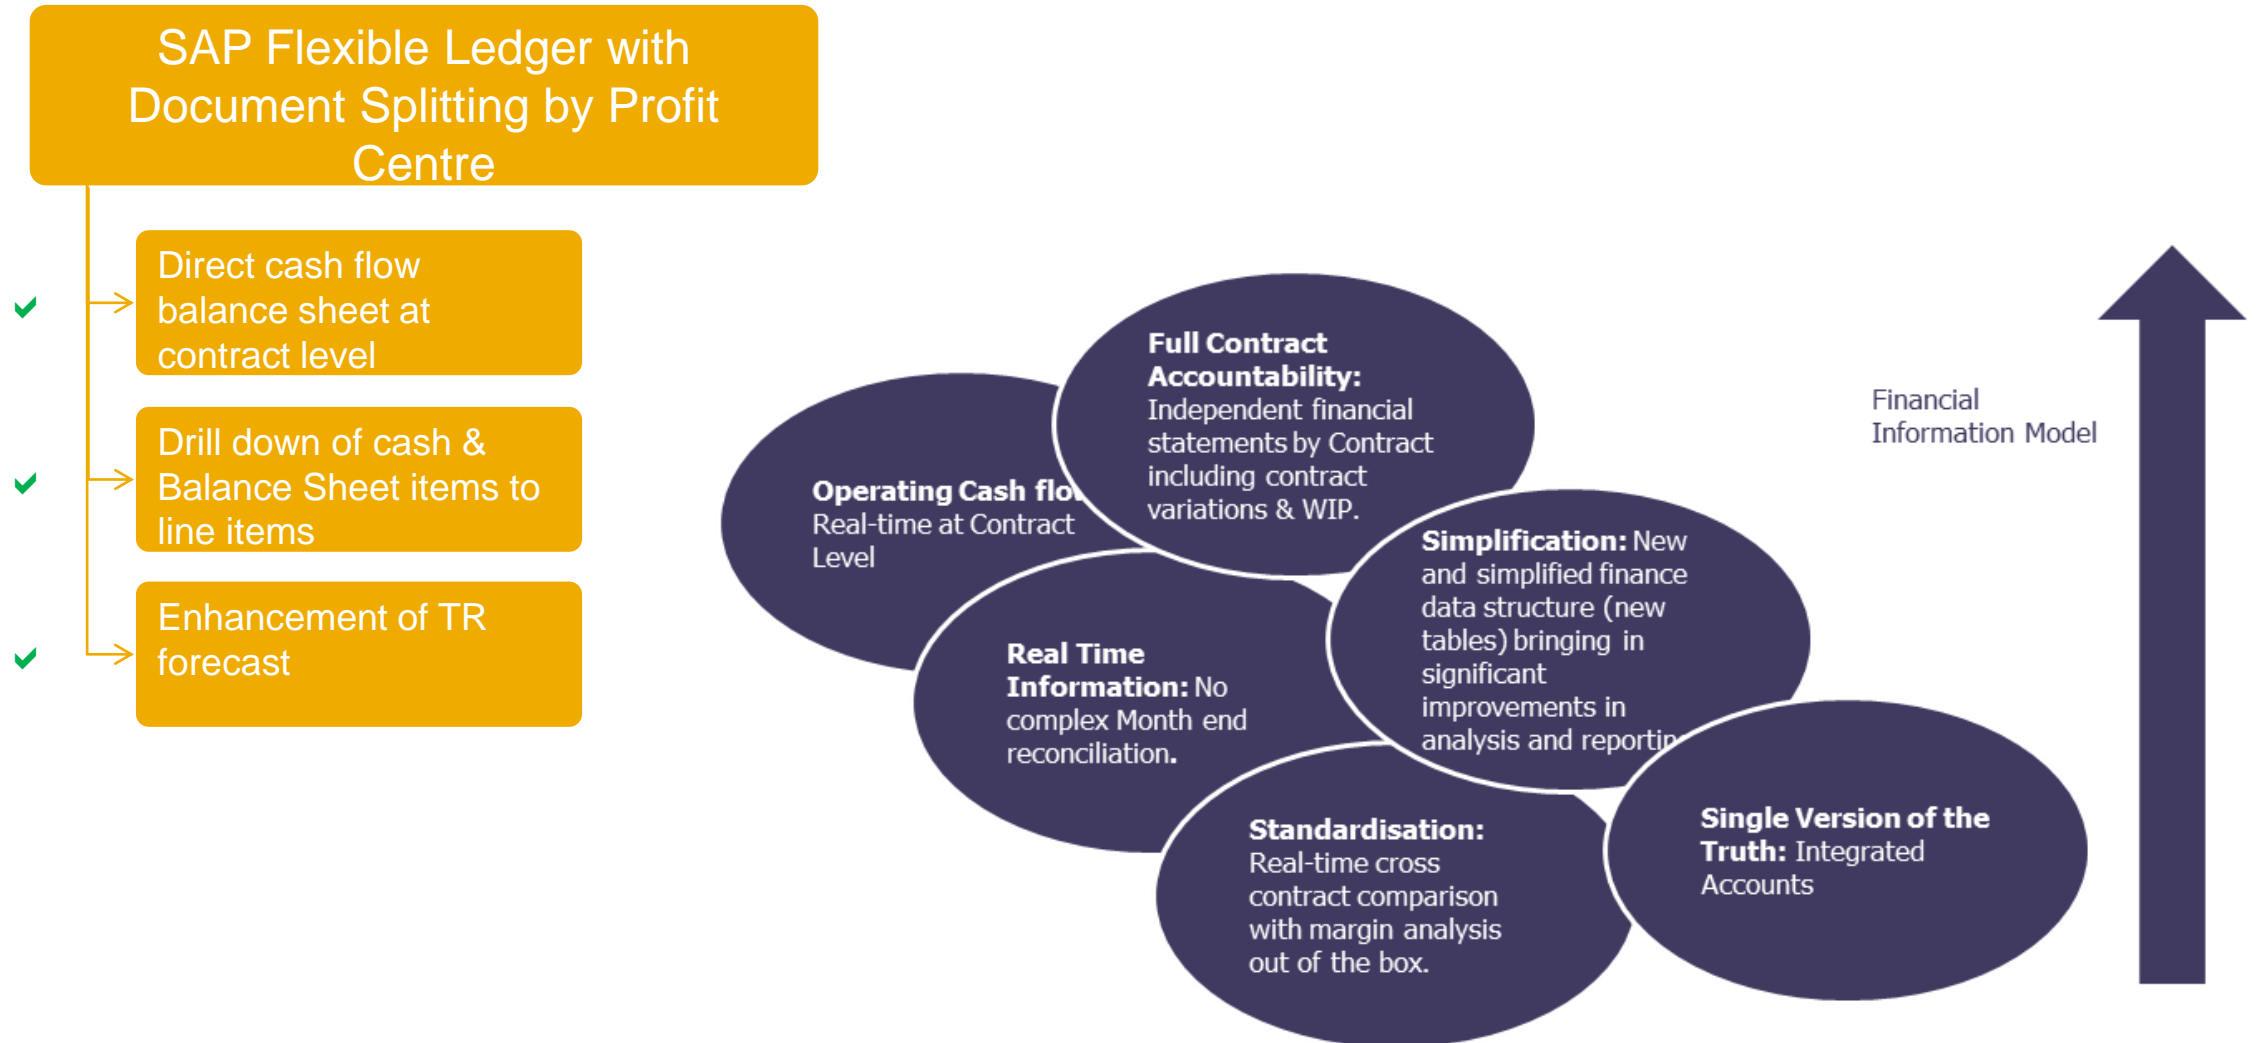 SAP Flexible Ledger with
Document Splitting by Profit
Centre
Direct cash flow
balance sheet at
contract level
Drill down of cash &
Balance Sheet items to
line items
Enhancement of TR
forecast
Full Contract
Accountability:
Independent financial
statements by Contract
including contract
variations & WIP.
Operating Cash flow
Real-time at Contract
Level
Simplification: New
and simplified finance
data structure (new
tables) bringing in
significant
improvements in
analysis and reporting
Real Time
Information: No
complex Month end
reconciliation.
Standardisation:
Real-time cross
contract comparison
with margin analysis
out of the box.
Single Version of the
Truth: Integrated
Accounts
Financial
Information Model